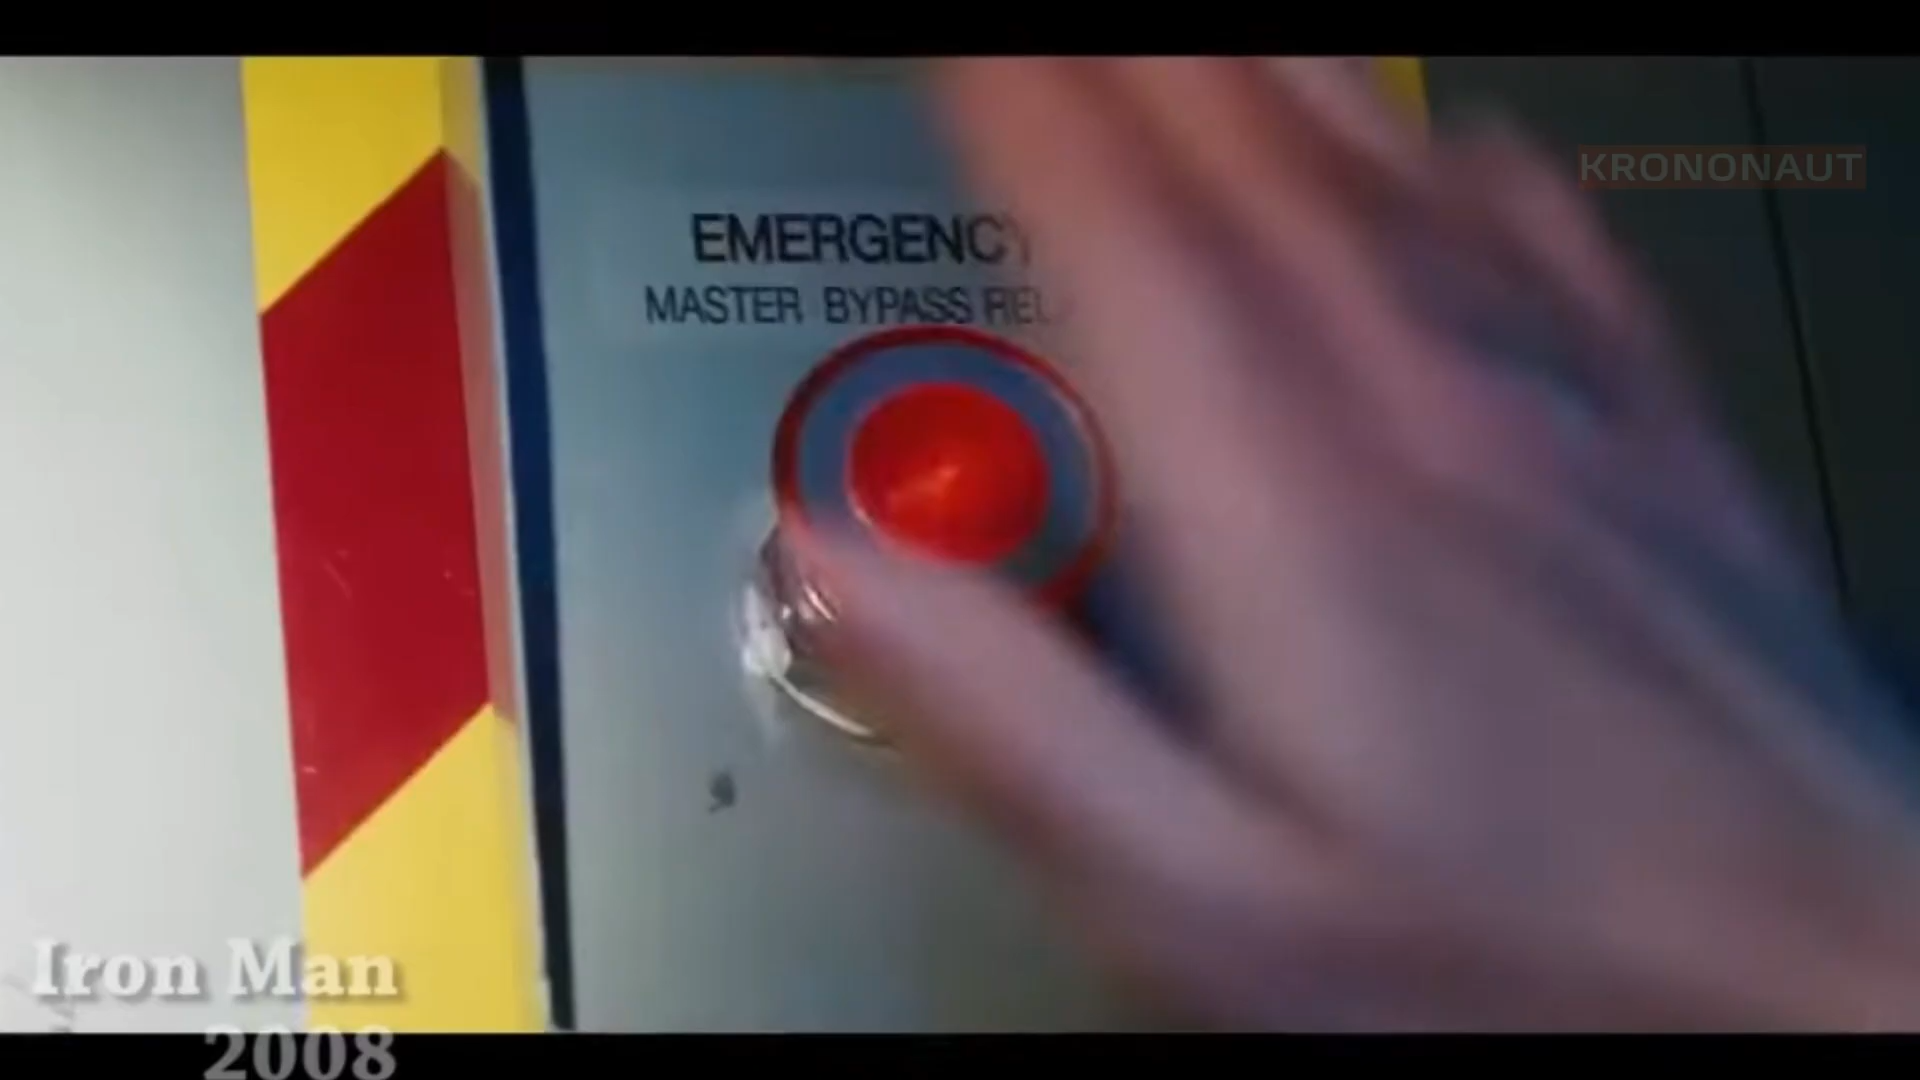 KRONONAUT
EMERGENCY
MASTER BYPASS
Iron Man
2008